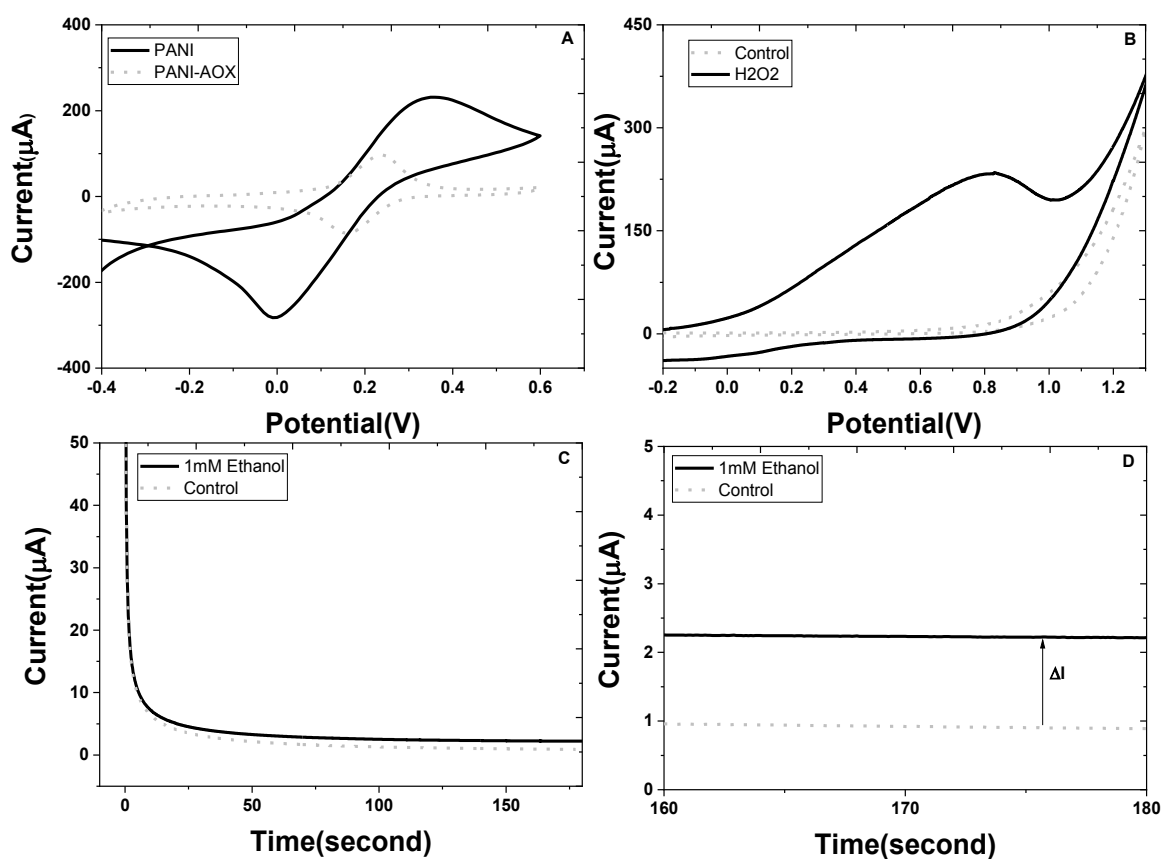 A
PANI
PANI-AOX
400
200
0
-200
-400
Current(μA)
-0.4 -0.2 0.0 0.2 0.4 0.6
Potential(V)
B
Control
H2O2
450
300
150
0
Current(μA)
-0.2 0.0 0.2 0.4 0.6 0.8 1.0 1.2
Potential(V)
C
1mM Ethanol
Control
50
40
30
20
10
0
Current(μA)
0 50 100 150
Time(second)
D
1mM Ethanol
Control
5
4
3
2
1
0
Current(μA)
ΔI
160 170 180
Time(second)